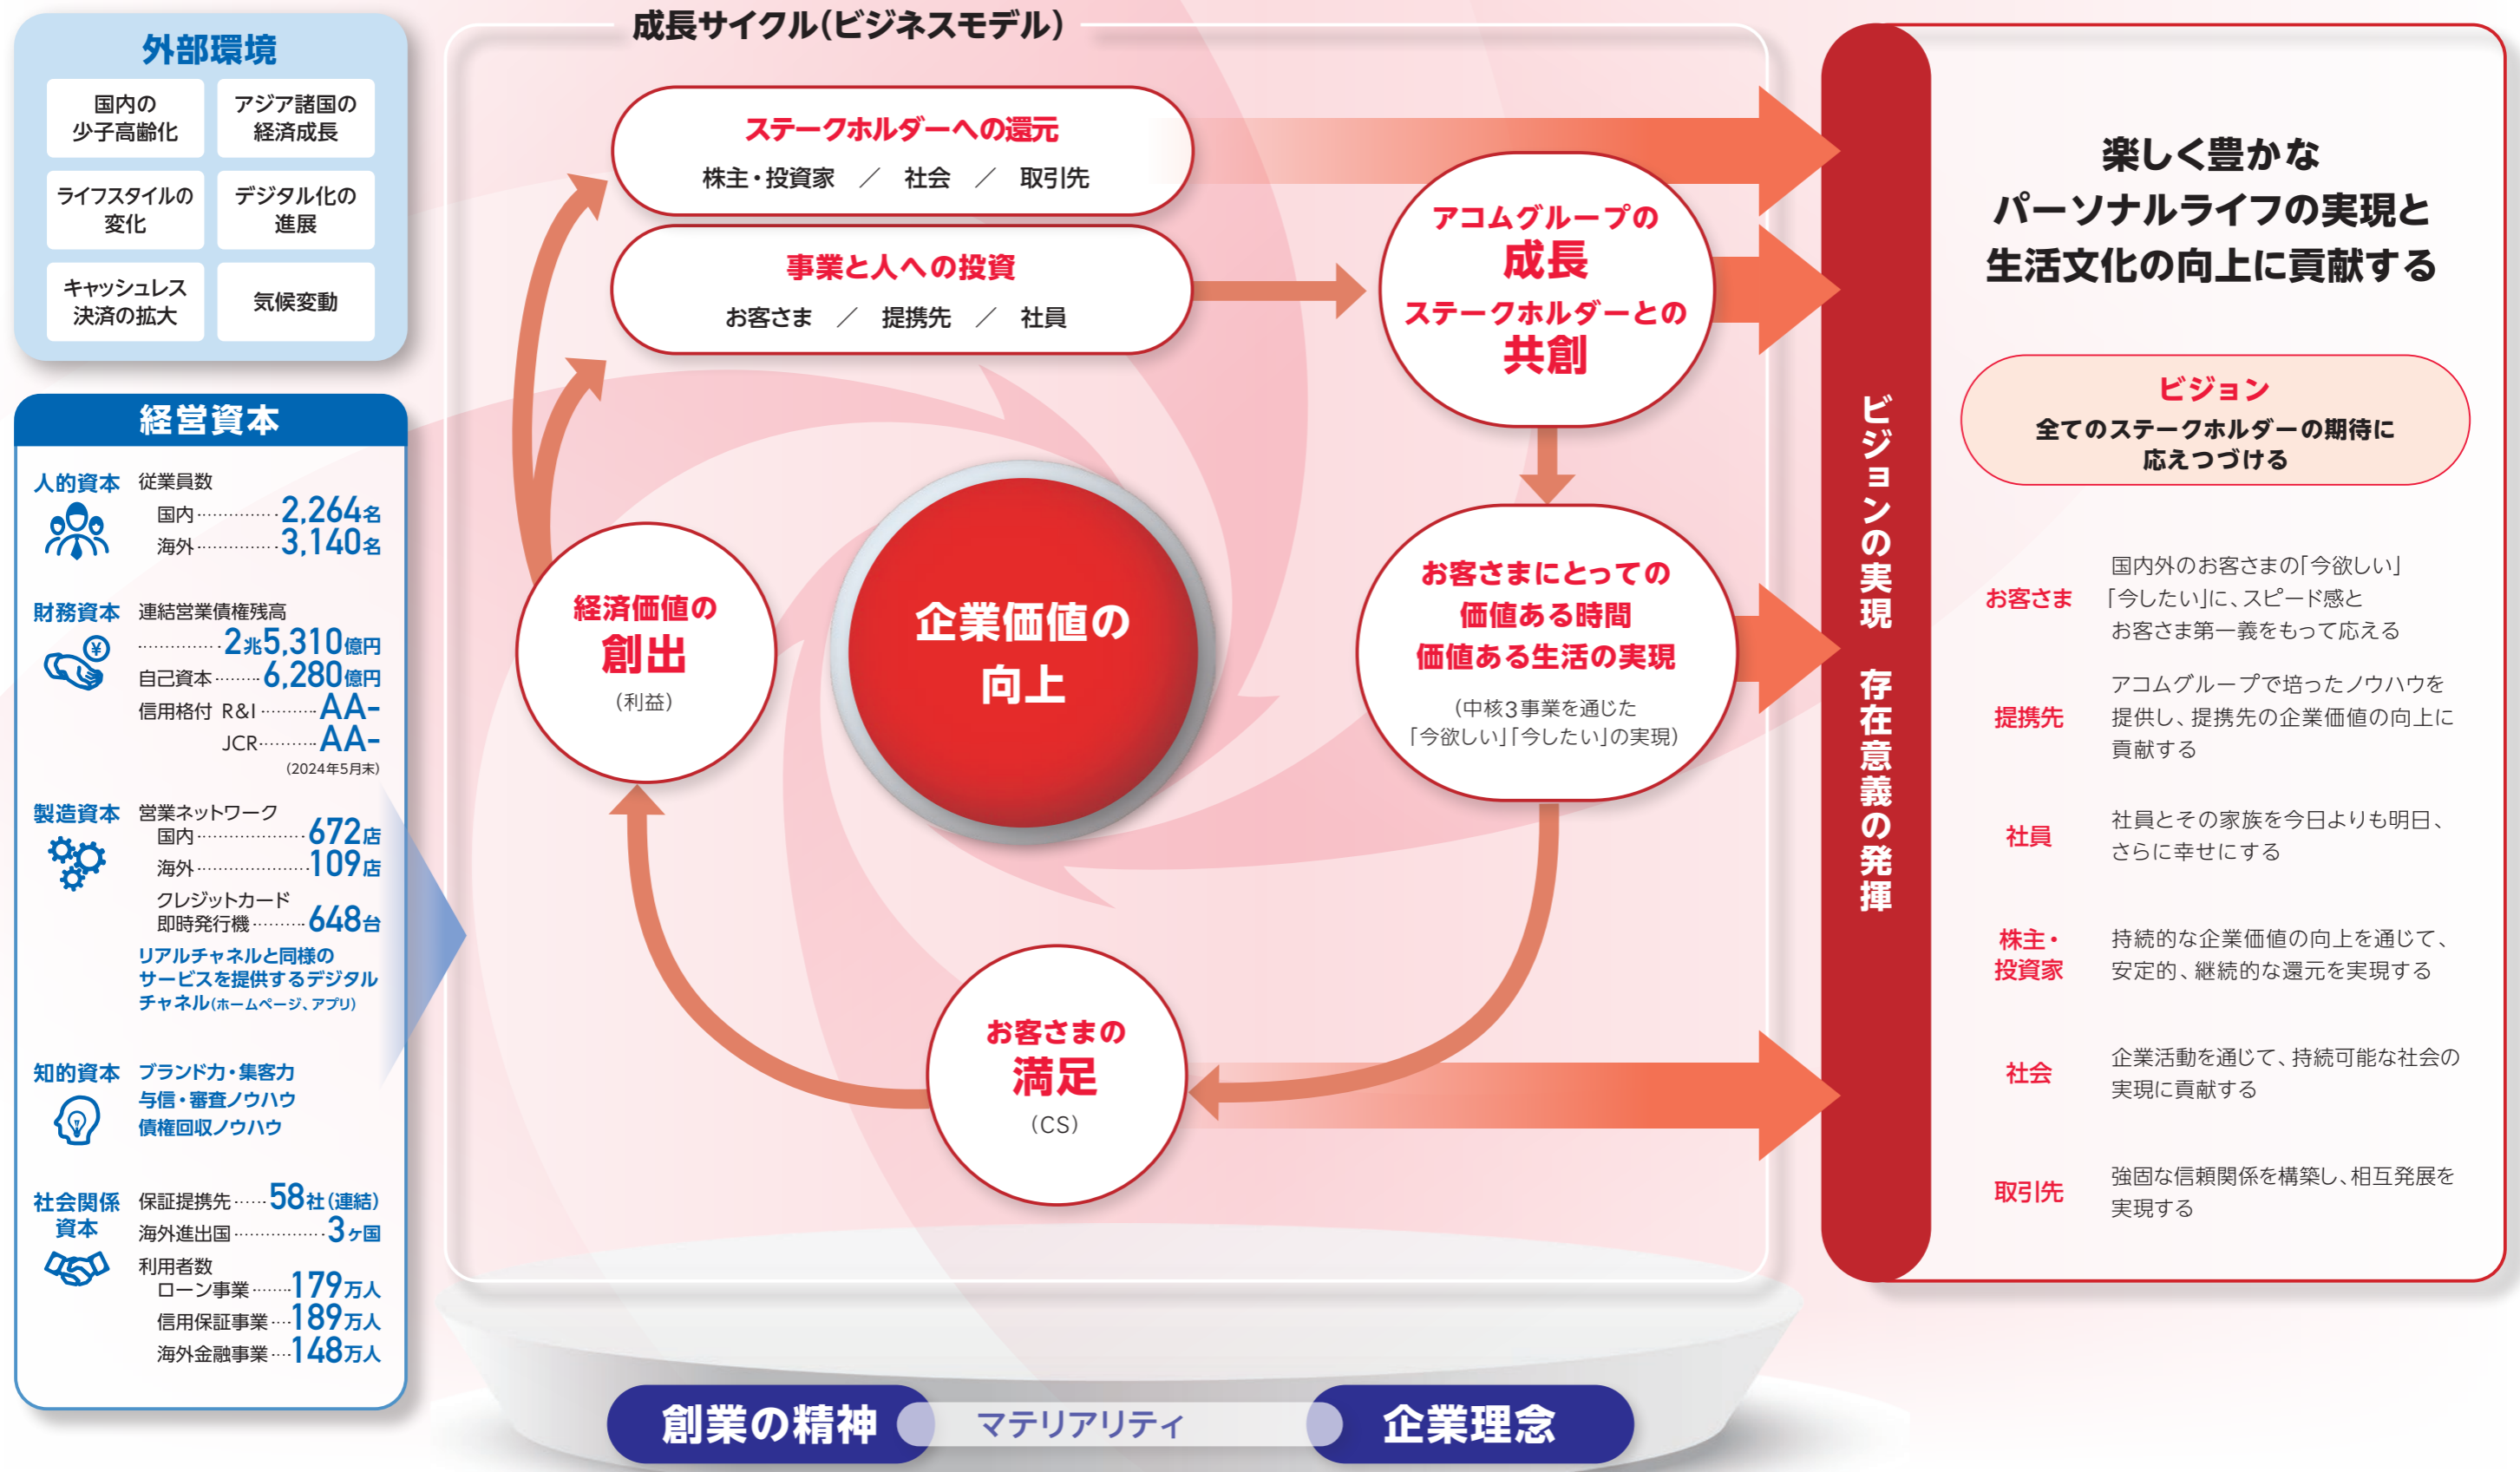 成長サイクル(ビジネスモデル)
外部環境
国内の
少子高齢化
アジア諸国の
経済成長
ライフスタイルの
変化
デジタル化の
進展
キャッシュレス
決済の拡大
気候変動
経営資本
人的資本
従業員数
国内 2,264名
海外 3,140名
財務資本
連結営業債権残高
2兆5,310億円
自己資本 6,280億円
信用格付 R&I AA-
JCR AA-
(2024年5月末)
製造資本
営業ネットワーク
国内 672店
海外 109店
クレジットカード
即時発行機 648台
リアルチャネルと同様の
サービスを提供するデジタル
チャネル(ホームページ、アプリ)
知的資本
ブランド力・集客力
与信・審査ノウハウ
債権回収ノウハウ
社会関係
資本
保証提携先 58社(連結)
海外進出国 3ヶ国
利用者数
ローン事業 179万人
信用保証事業 189万人
海外金融事業 148万人
ステークホルダーへの還元
株主・投資家 / 社会 / 取引先
事業と人への投資
お客さま / 提携先 / 社員
アコムグループの
成長
ステークホルダーとの
共創
お客さまにとっての
価値ある時間
価値ある生活の実現
(中核3事業を通じた
「今欲しい」「今したい」の実現)
お客さまの
満足
(CS)
経済価値の
創出
(利益)
企業価値の
向上
創業の精神
マテリアリティ
企業理念
ビジョンの実現 存在意義の発揮
楽しく豊かな
パーソナルライフの実現と
生活文化の向上に貢献する
ビジョン
全てのステークホルダーの期待に
応えつづける
お客さま
国内外のお客さまの「今欲しい」
「今したい」に、スピード感と
お客さま第一義をもって応える
提携先
アコムグループで培ったノウハウを
提供し、提携先の企業価値の向上に
貢献する
社員
社員とその家族を今日よりも明日、
さらに幸せにする
株主・
投資家
持続的な企業価値の向上を通じて、
安定的、継続的な還元を実現する
社会
企業活動を通じて、持続可能な社会の
実現に貢献する
取引先
強固な信頼関係を構築し、相互発展を
実現する